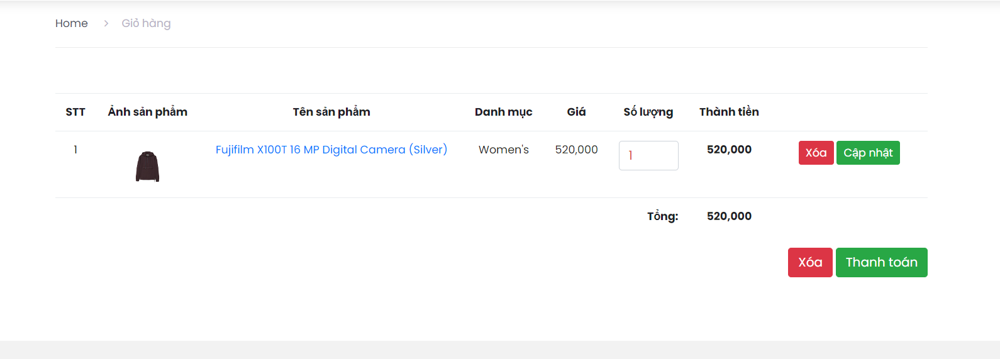 Home > Giỏ hàng
STT Ảnh sản phẩm Tên sản phẩm Danh mục Giá Số lượng Thành tiền
1 Fujifilm X100T 16 MP Digital Camera (Silver) Women's 520,000 1 520,000 Xóa Cập nhật
Tổng: 520,000
Xóa Thanh toán